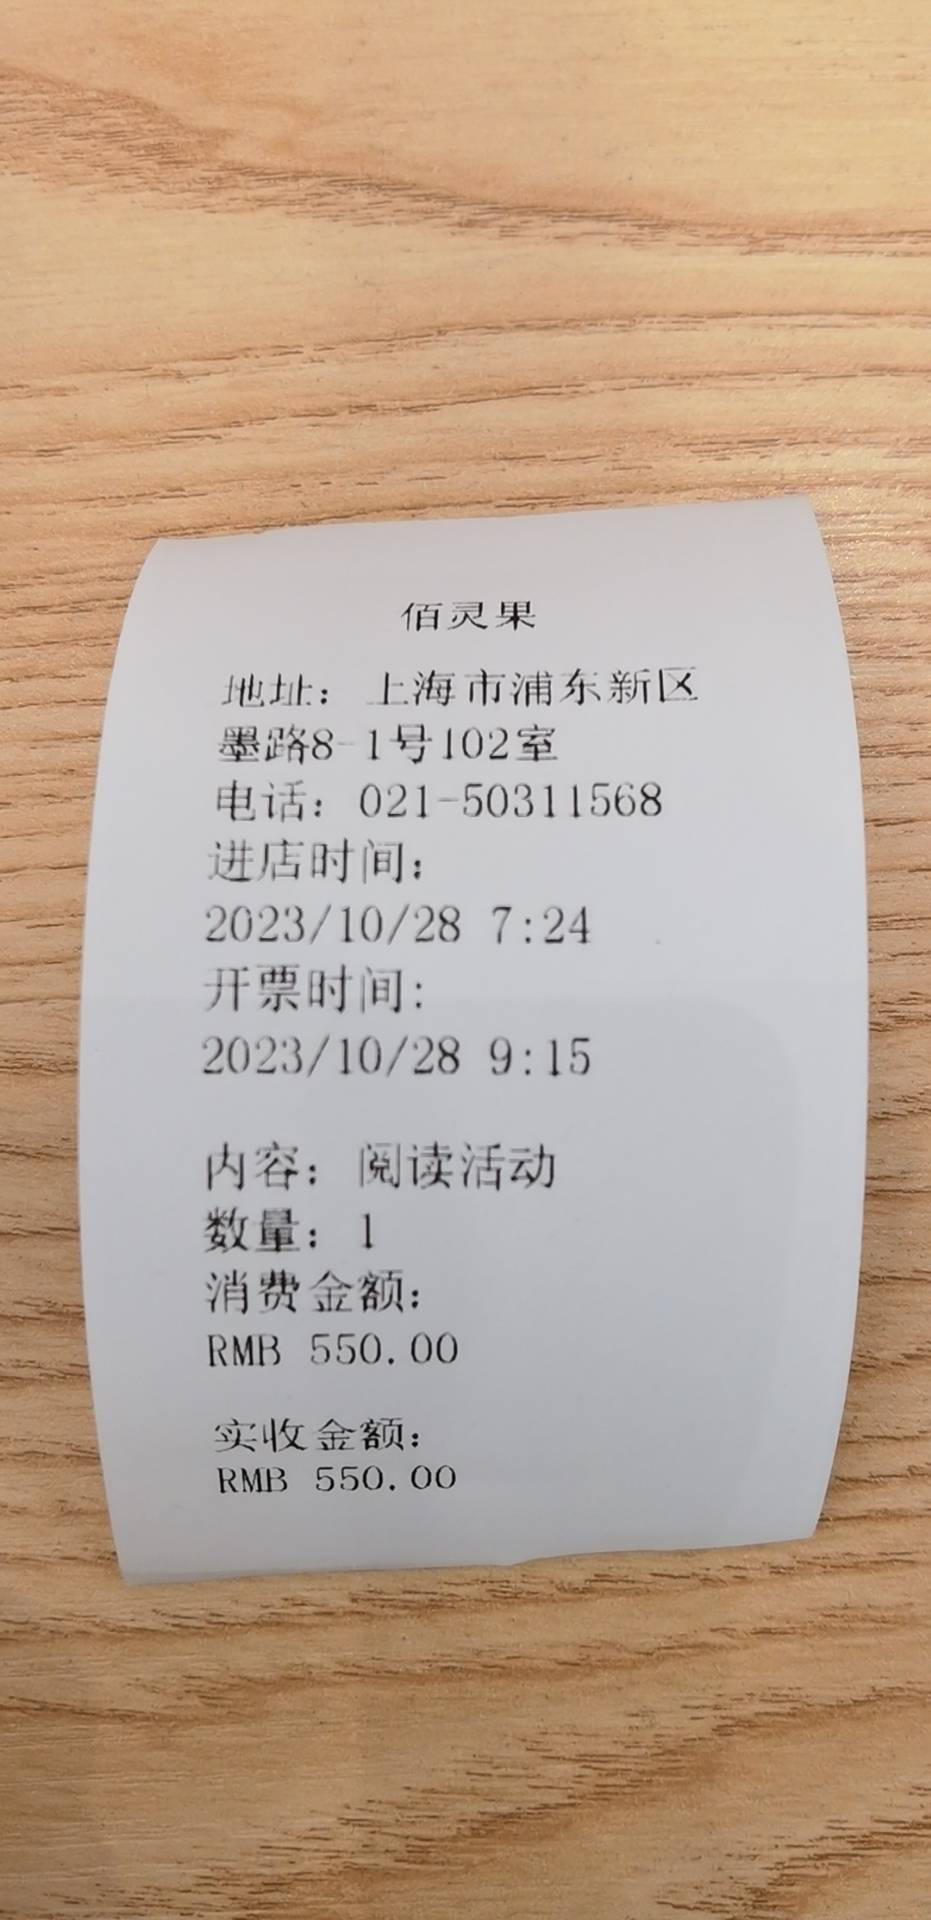 佰灵果
地址：上海市浦东新区
墨路8-1号102室
电话：021-50311568
进店时间：
2023/10/28 7:24
开票时间：
2023/10/28 9:15
内容：阅读活动
数量：1
消费金额：
RMB 550.00
实收金额：
RMB 550.00